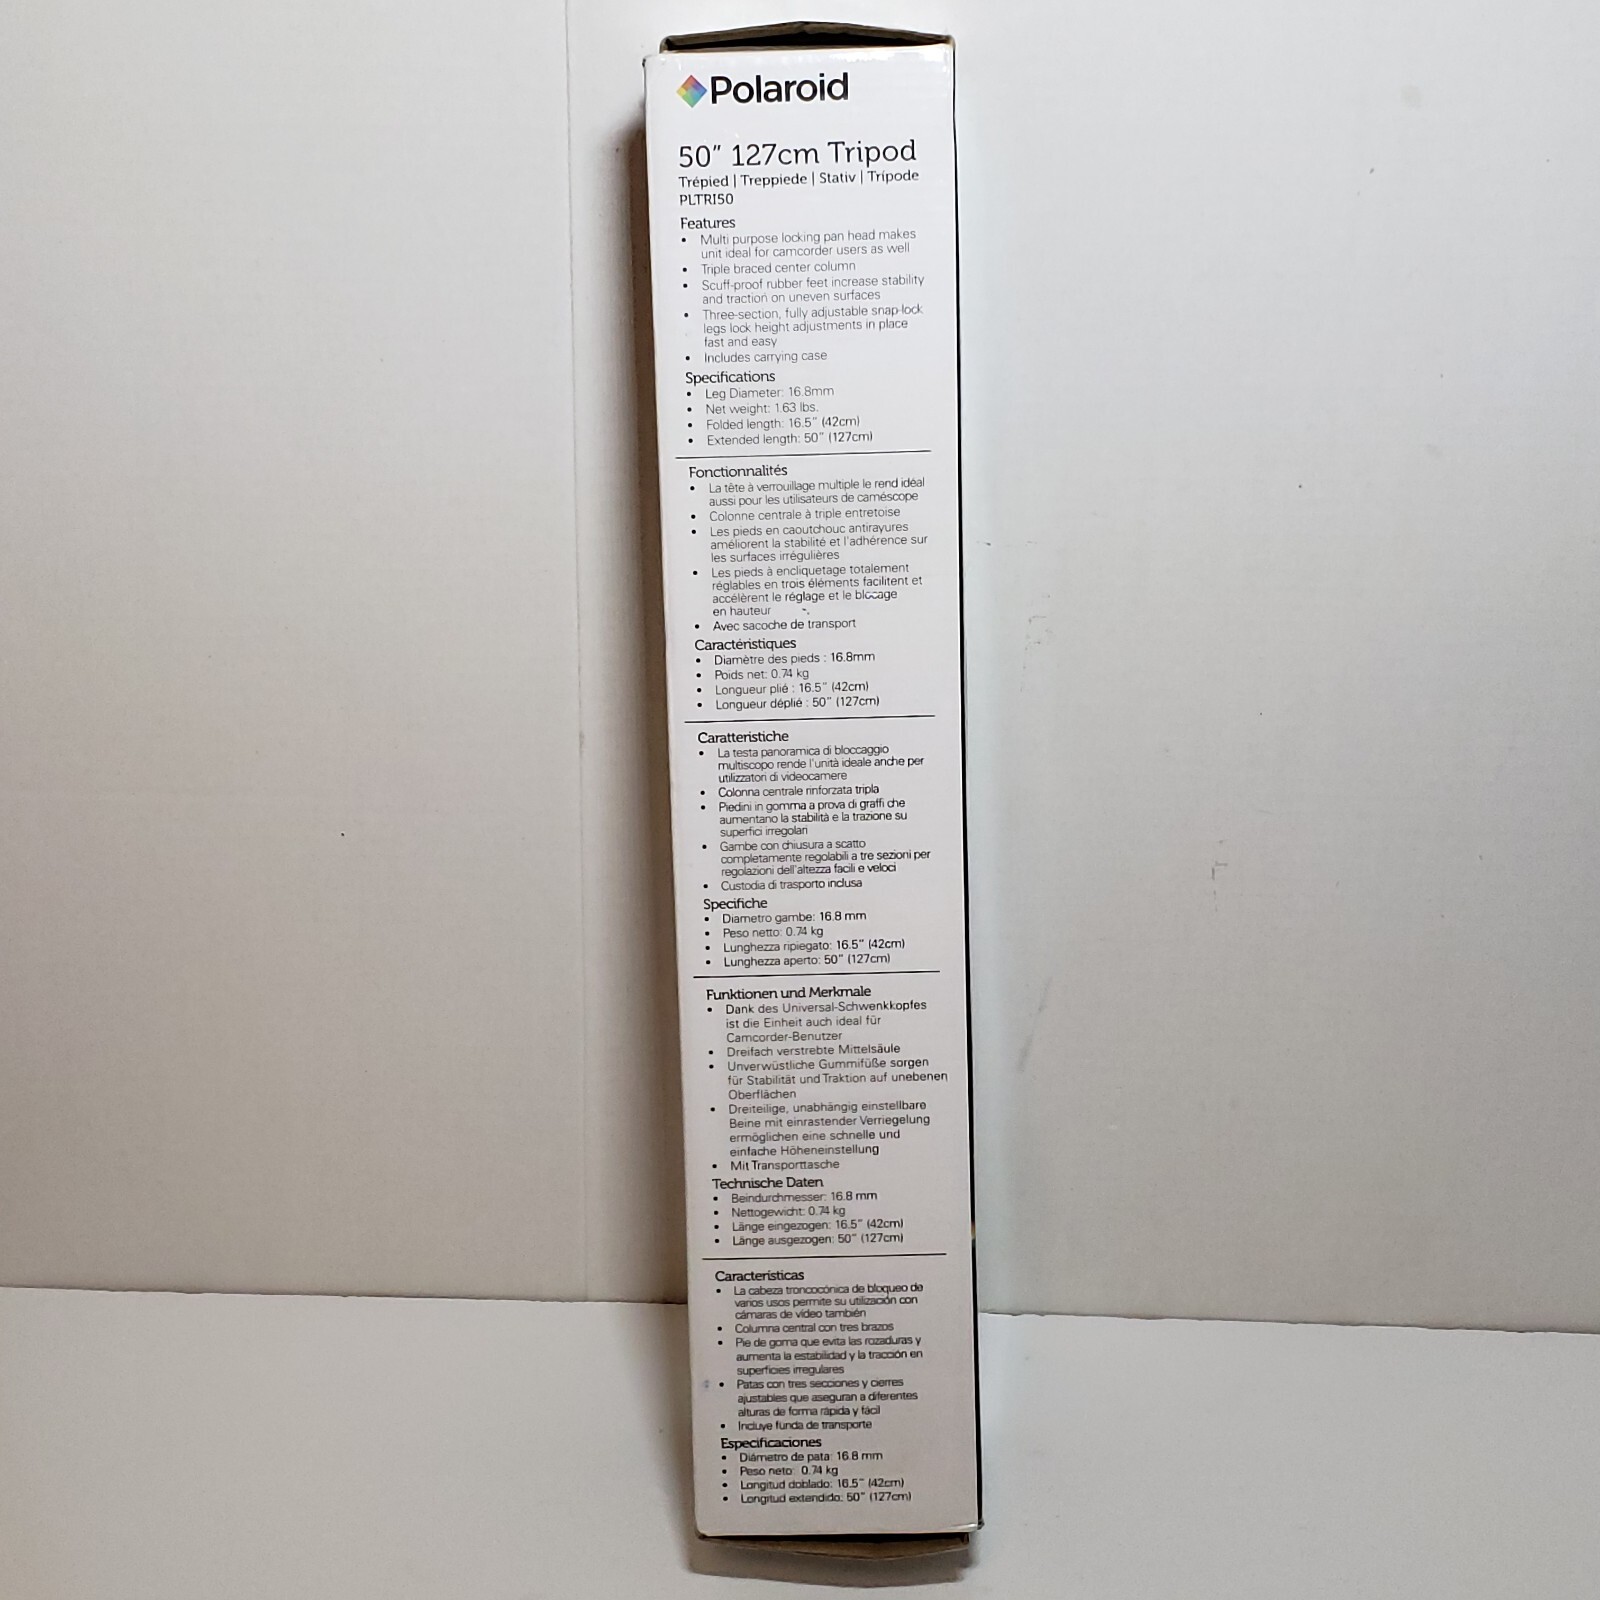 Polaroid
50" 127cm Tripod
Trépied | Treppiede | Stativ | Trípode
PLTRI50
Features
• Multi purpose locking pan head makes
unit ideal for camcorder users as well
• Triple braced center column
• Scuff-proof rubber feet increase stability
and traction on uneven surfaces
• Three-section, fully adjustable snap-lock
legs lock height adjustments in place
fast and easy
• Includes carrying case
Specifications
• Leg Diameter: 16.8mm
• Net weight: 1.63 lbs.
• Folded length: 16.5" (42cm)
• Extended length: 50" (127cm)
Fonctionnalités
• La tête à verrouillage multiple le rend idéal
aussi pour les utilisateurs de caméscope
• Colonne centrale à triple entretoise
• Les pieds en caoutchouc antirayures
améliorent la stabilité et l'adhérence sur
les surfaces irrégulières
• Les pieds à encliquetage totalement
réglables en trois éléments facilitent et
accélèrent le réglage et le blocage
en hauteur
• Avec sacoche de transport
Caractéristiques
• Diamètre des pieds : 16.8mm
• Poids net: 0.74 kg
• Longueur plié : 16.5" (42cm)
• Longueur déplié : 50" (127cm)
Caratteristiche
• La testa panoramica di bloccaggio
multiscopo rende l'unità ideale anche per
utilizzatori di videocamere
• Colonna centrale rinforzata tripla
• Piedini in gomma a prova di graffi che
aumentano la stabilità e la trazione su
superfici irregolari
• Gambe con chiusura a scatto
completamente regolabili a tre sezioni per
regolazioni dell'altezza facili e veloci
• Custodia di trasporto inclusa
Specifiche
• Diametro gambe: 16.8 mm
• Peso netto: 0.74 kg
• Lunghezza ripiegato: 16.5" (42cm)
• Lunghezza aperto: 50" (127cm)
Funktionen und Merkmale
• Dank des Universal-Schwenkkopfes
ist die Einheit auch ideal für
Camcorder-Benutzer
• Dreifach verstrebte Mittelsäule
• Unverwüstliche Gummifüße sorgen
für Stabilität und Traktion auf unebenen
Oberflächen
• Dreiteilige, unabhängig einstellbare
Beine mit einrastender Verriegelung
ermöglichen eine schnelle und
einfache Höheneinstellung
• Mit Transporttasche
Technische Daten
• Beindurchmesser: 16.8 mm
• Nettogewicht: 0.74 kg
• Länge eingezogen: 16.5" (42cm)
• Länge ausgezogen: 50" (127cm)
Características
• La cabeza troncocónica de bloqueo de
varios usos permite su utilización con
cámaras de vídeo también
• Columna central con tres brazos
• Pie de goma que evita las rozaduras y
aumenta la estabilidad y la tracción en
superficies irregulares
• Patas con tres secciones y cierres
ajustables que aseguran a diferentes
alturas de forma rápida y fácil
• Incluye funda de transporte
Especificaciones
• Diámetro de pata: 16.8 mm
• Peso neto: 0.74 kg
• Longitud doblado: 16.5" (42cm)
• Longitud extendido: 50" (127cm)